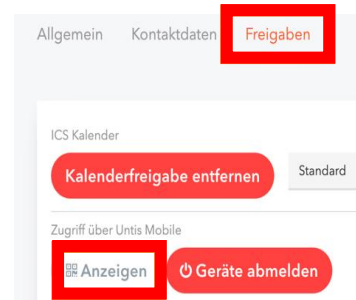 Allgemein Kontaktdaten Freigaben
ICS Kalender
Kalenderfreigabe entfernen Standard
Zugriff über Untis Mobile
Anzeigen Geräte abmelden